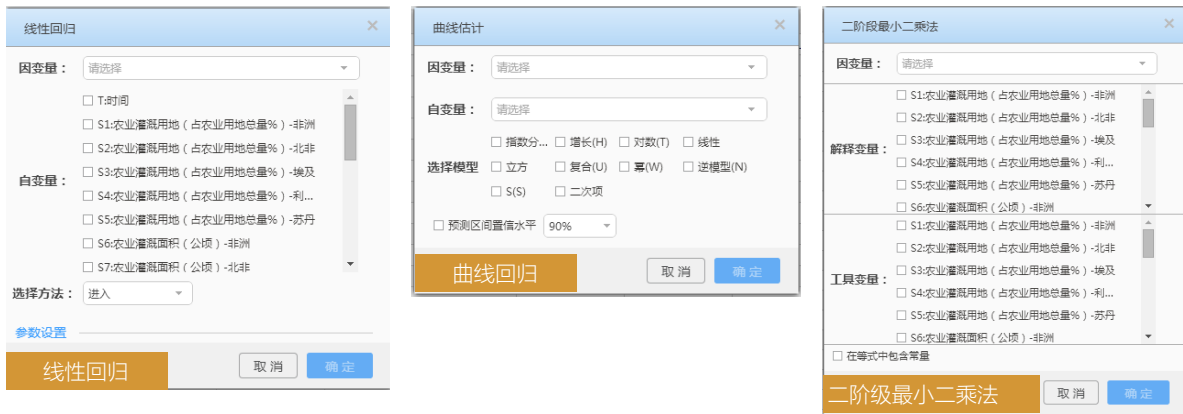 线性回归
因变量：
请选择
T:时间
S1:农业灌溉用地（占农业用地总量%）-非洲
S2:农业灌溉用地（占农业用地总量%）-北非
S3:农业灌溉用地（占农业用地总量%）-埃及
自变量：
S4:农业灌溉用地（占农业用地总量%）-利...
S5:农业灌溉用地（占农业用地总量%）-苏丹
S6:农业灌溉面积（公顷）-非洲
S7:农业灌溉面积（公顷）-北非
选择方法：
进入
参数设置
线性回归
取消
确定
曲线估计
因变量：
请选择
自变量：
请选择
指数分... 增长(H) 对数(T) 线性
选择模型 立方 复合(U) 幂(W) 逆模型(N)
S(S) 二次项
预测区间置信水平 90%
曲线回归
取消
确定
二阶段最小二乘法
因变量：
请选择
S1:农业灌溉用地（占农业用地总量%）-非洲
S2:农业灌溉用地（占农业用地总量%）-北非
解释变量：
S3:农业灌溉用地（占农业用地总量%）-埃及
S4:农业灌溉用地（占农业用地总量%）-利...
S5:农业灌溉用地（占农业用地总量%）-苏丹
S6:农业灌溉面积（公顷）-非洲
S1:农业灌溉用地（占农业用地总量%）-非洲
S2:农业灌溉用地（占农业用地总量%）-北非
工具变量：
S3:农业灌溉用地（占农业用地总量%）-埃及
S4:农业灌溉用地（占农业用地总量%）-利...
S5:农业灌溉用地（占农业用地总量%）-苏丹
S6:农业灌溉面积（公顷）-非洲
在等式中包含常量
二阶级最小二乘法
取消
确定